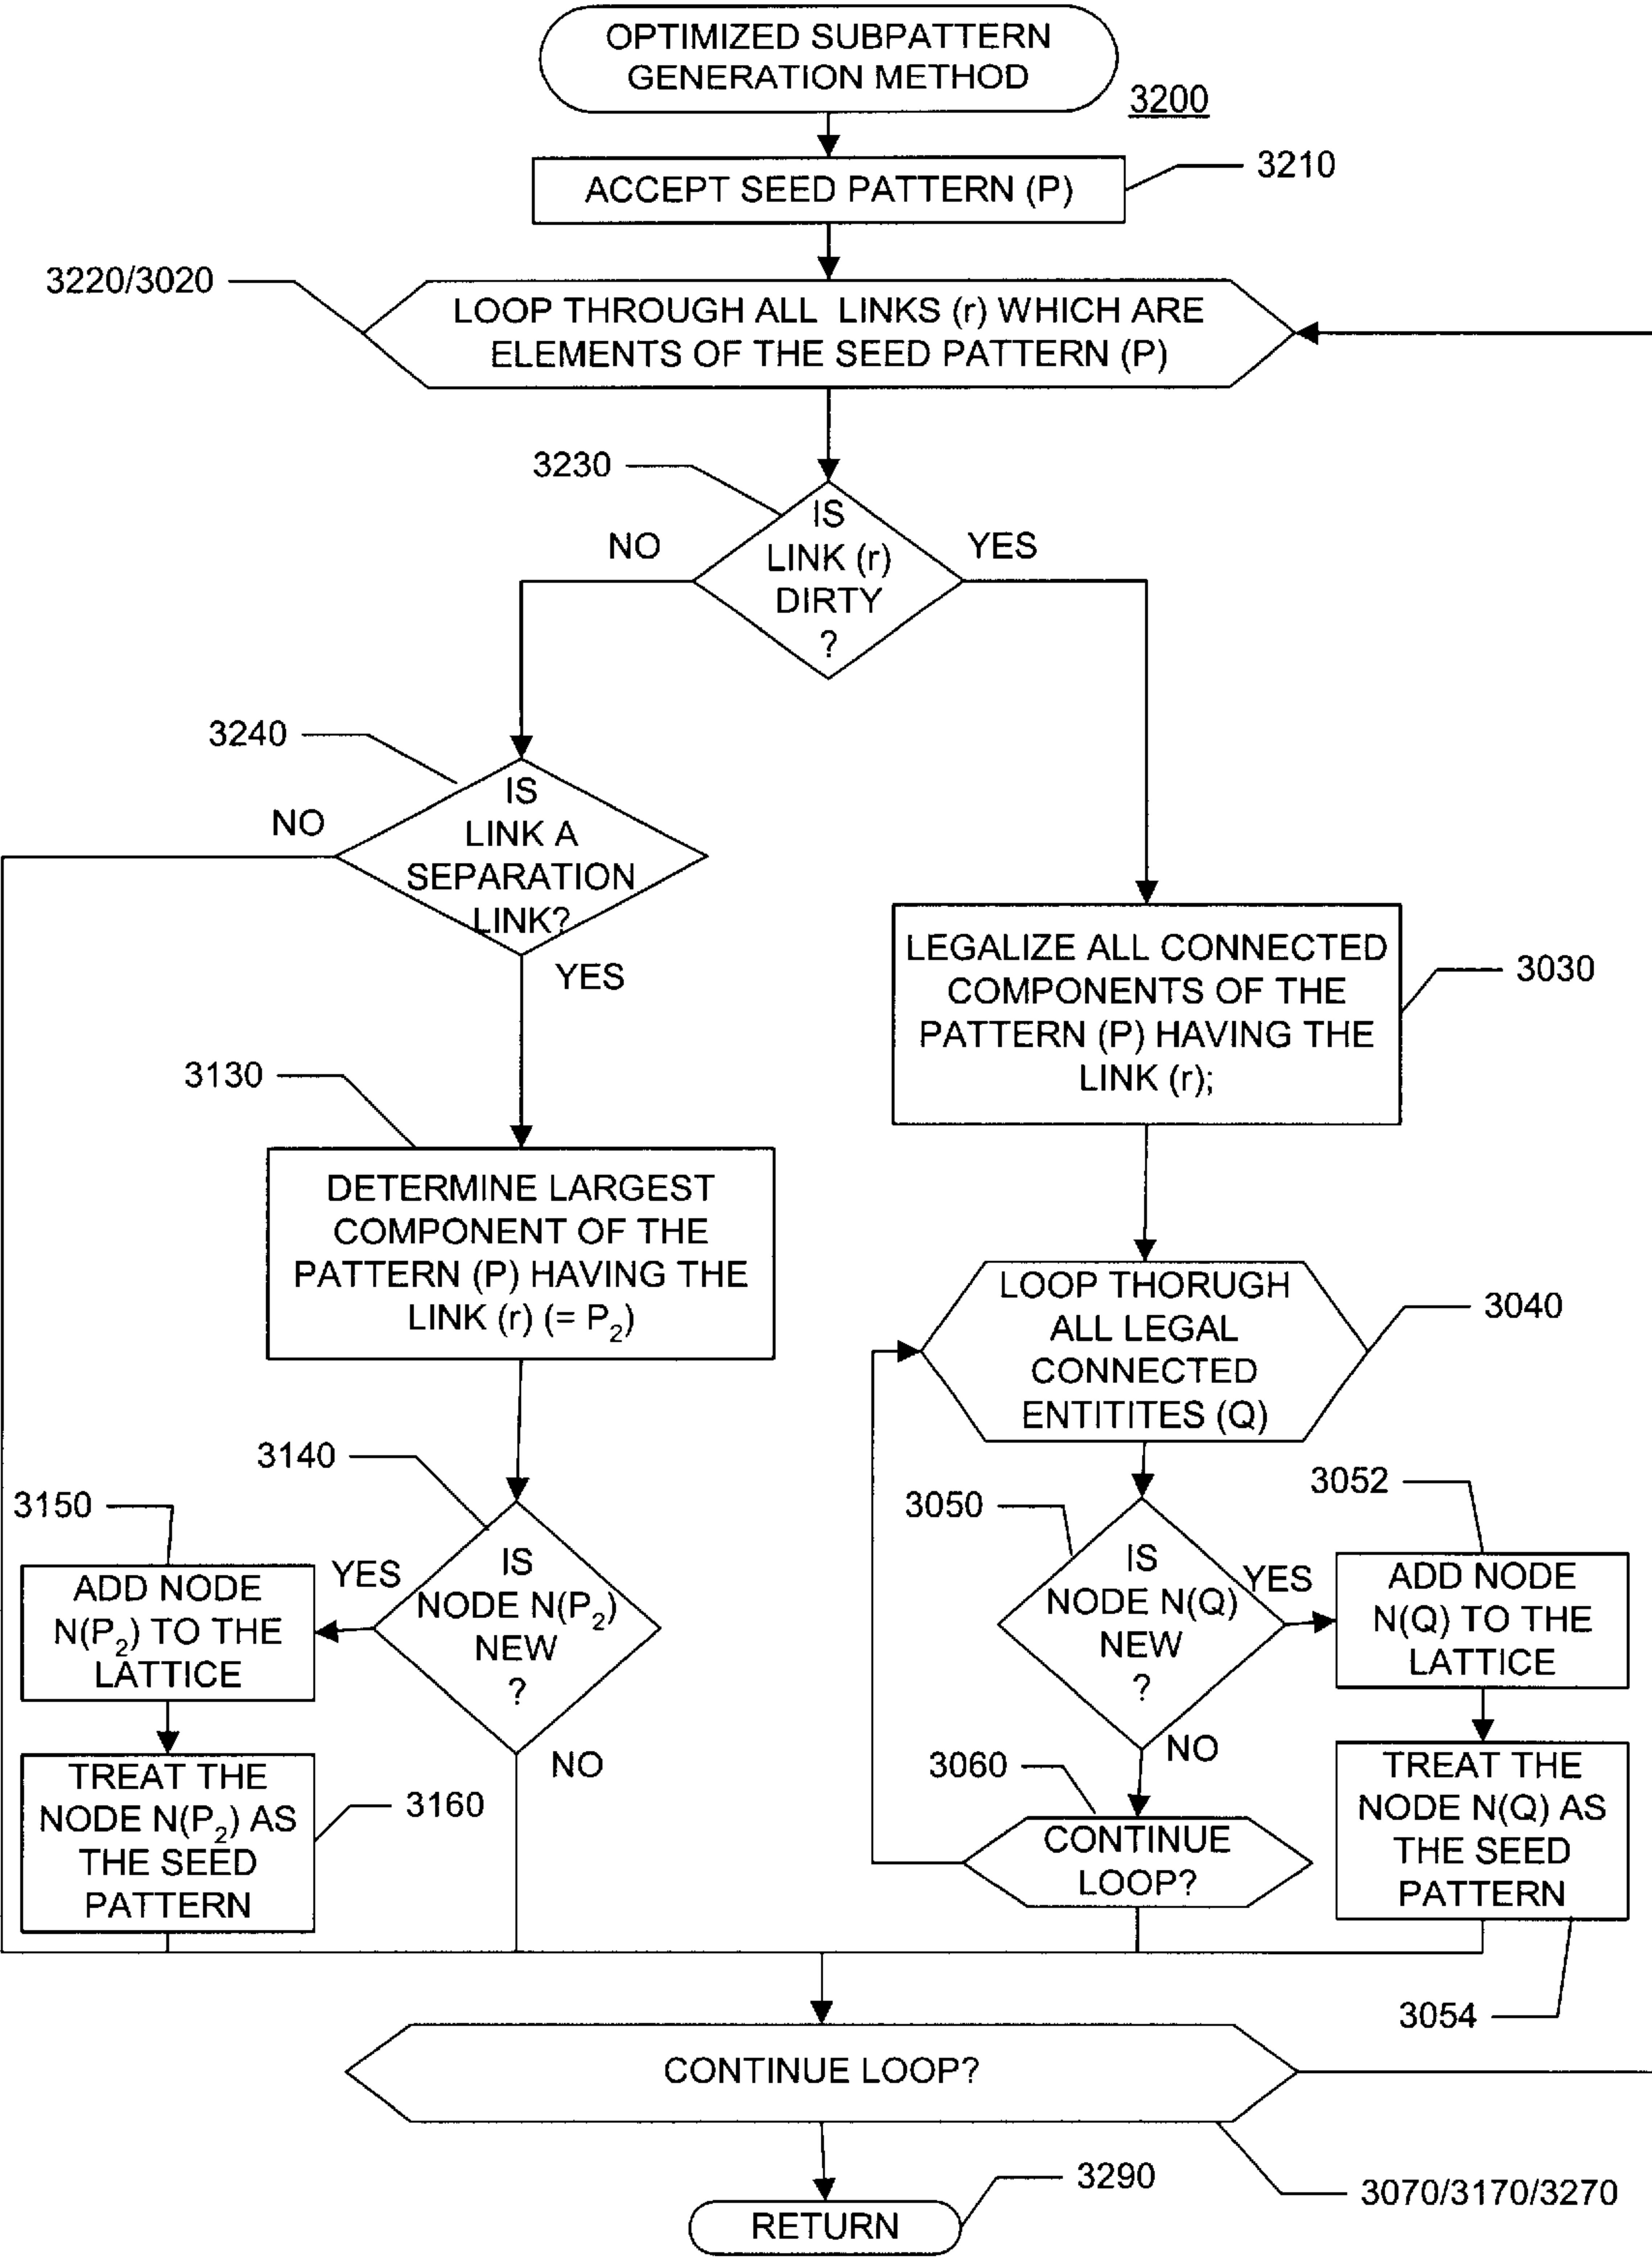 OPTIMIZED SUBPATTERN
GENERATION METHOD
3200
ACCEPT SEED PATTERN (P)
3210
3220/3020
LOOP THROUGH ALL LINKS (r) WHICH ARE
ELEMENTS OF THE SEED PATTERN (P)
3230
IS
LINK (r)
DIRTY
?
NO
YES
3240
IS
LINK A
SEPARATION
LINK?
NO
YES
LEGALIZE ALL CONNECTED
COMPONENTS OF THE
PATTERN (P) HAVING THE
LINK (r);
3030
3130
DETERMINE LARGEST
COMPONENT OF THE
PATTERN (P) HAVING THE
LINK (r) (= P₂)
LOOP THORUGH
ALL LEGAL
CONNECTED
ENTITITES (Q)
3040
3140
IS
NODE N(P₂)
NEW
?
YES
NO
3150
ADD NODE
N(P₂) TO THE
LATTICE
TREAT THE
NODE N(P₂) AS
THE SEED
PATTERN
3160
3050
IS
NODE N(Q)
NEW
?
YES
NO
3052
ADD NODE
N(Q) TO THE
LATTICE
3060
CONTINUE
LOOP?
TREAT THE
NODE N(Q) AS
THE SEED
PATTERN
3054
CONTINUE LOOP?
3070/3170/3270
RETURN
3290